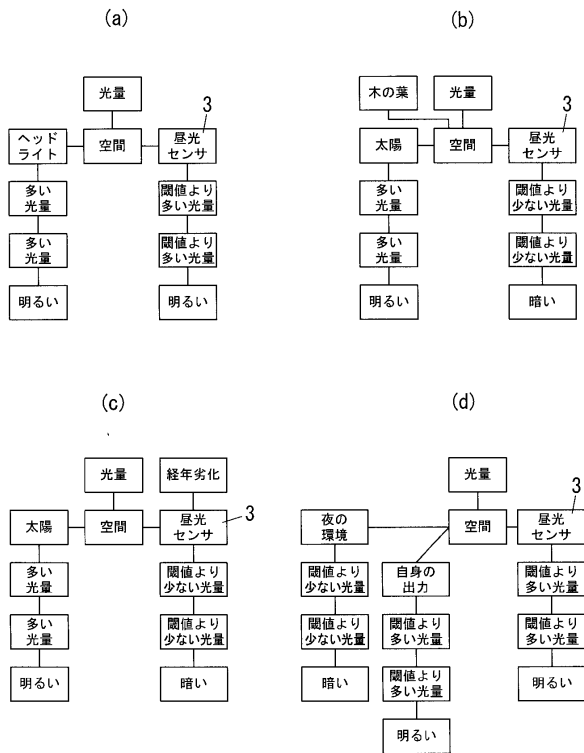 (a)
光量
3
ヘッド
ライト
空間
昼光
センサ
多い
光量
閾値より
多い光量
多い
光量
閾値より
多い光量
明るい
明るい
(b)
木の葉
光量
3
太陽
空間
昼光
センサ
多い
光量
閾値より
少ない光量
多い
光量
閾値より
少ない光量
明るい
暗い
(c)
光量
経年劣化
太陽
空間
昼光
センサ
3
多い
光量
閾値より
少ない光量
多い
光量
閾値より
少ない光量
明るい
暗い
(d)
光量
3
夜の
環境
空間
昼光
センサ
閾値より
少ない光量
自身の
出力
閾値より
多い光量
閾値より
少ない光量
閾値より
多い光量
閾値より
多い光量
暗い
閾値より
多い光量
明るい
明るい